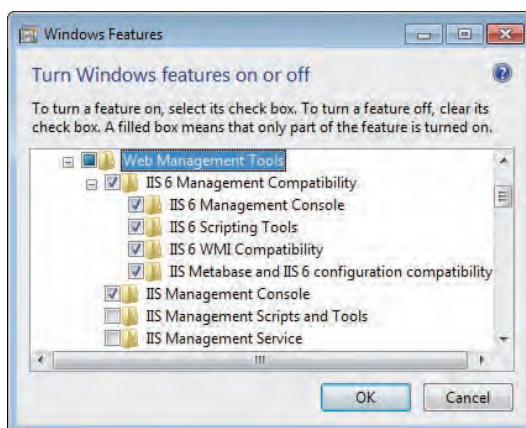 Windows Features
Turn Windows features on or off
To turn a feature on, select its check box. To turn a feature off, clear its
check box. A filled box means that only part of the feature is turned on.
Web Management Tools
IIS 6 Management Compatibility
IIS 6 Management Console
IIS 6 Scripting Tools
IIS 6 WMI Compatibility
IIS Metabase and IIS 6 configuration compatibility
IIS Management Console
IIS Management Scripts and Tools
IIS Management Service
OK Cancel